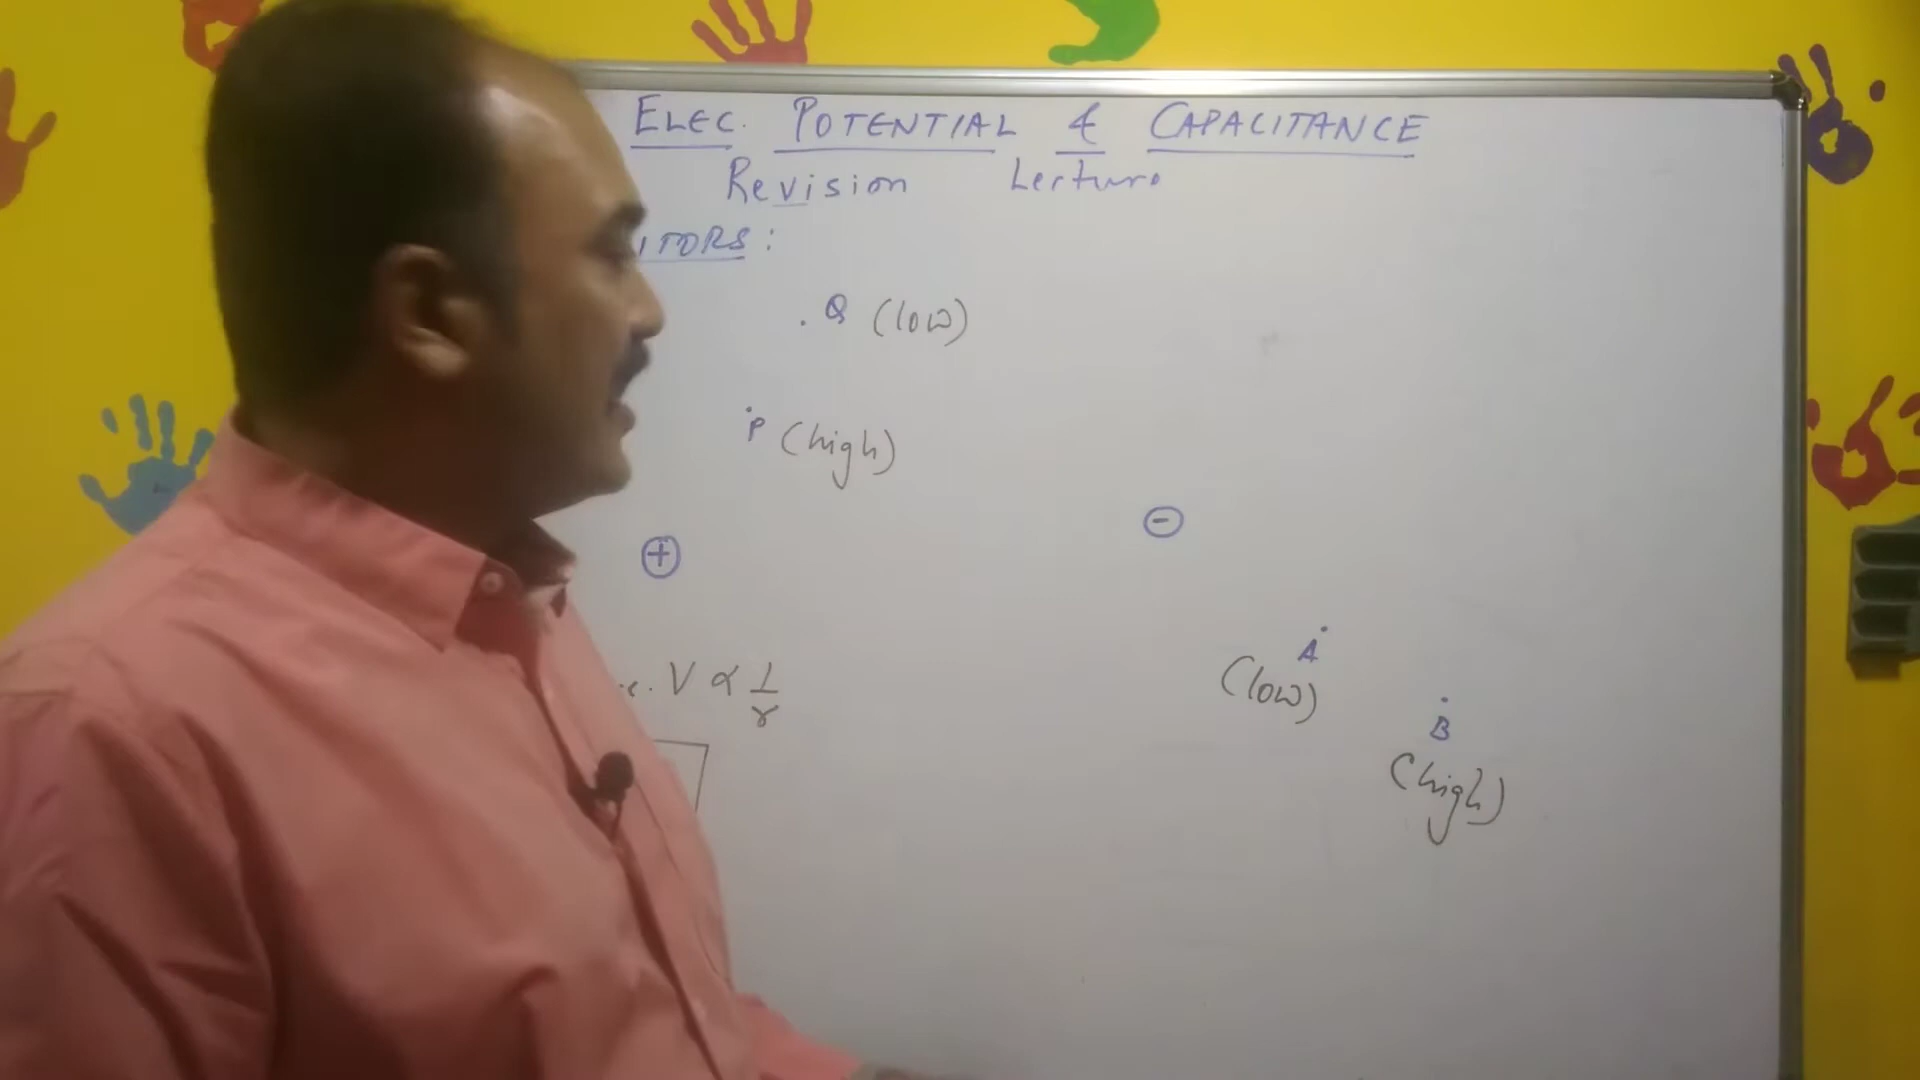 ELEC. POTENTIAL & CAPACITANCE
Revision Lecture
ITORS:
. Q (low)
P (high)
+
-
V ∝ 1/r
A
(low)
B
(high)